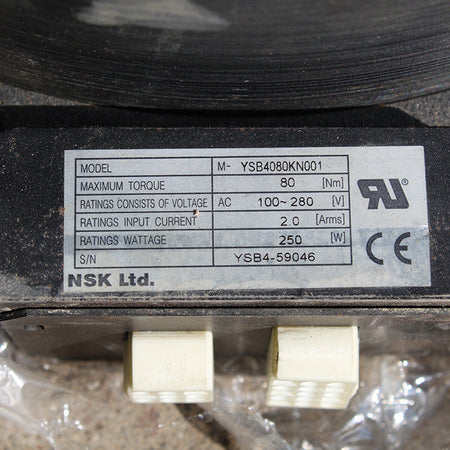 MODEL M- YSB4080KN001
MAXIMUM TORQUE 80 [Nm]
RATINGS CONSISTS OF VOLTAGE AC 100~280 [V]
RATINGS INPUT CURRENT 2.0 [Arms]
RATINGS WATTAGE 250 [W]
S/N YSB4-59046
NSK Ltd.
RU
CE